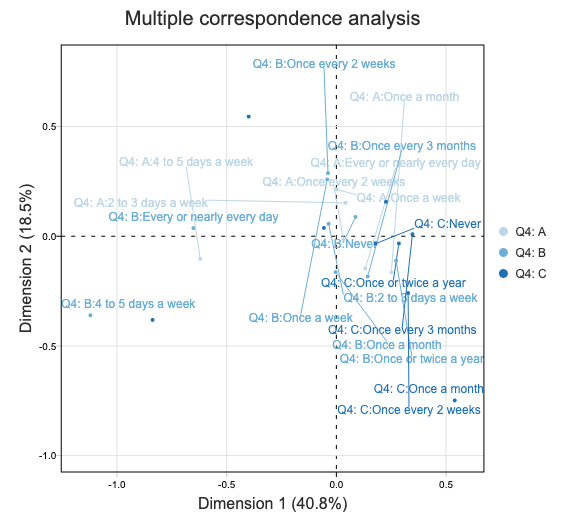 Multiple correspondence analysis
Q4: B:Once every 2 weeks
Q4: A:Once a month
0.5
Q4: B:Once every 3 months
Q4: A:4 to 5 days a week
Q4: A:Every or nearly every day
Q4: A:Once every 2 weeks
Q4: A:Once a week
Q4: A:2 to 3 days a week
Q4: B:Every or nearly every day
Q4: C:Never
Q4: A
0.0
Q4: B:Never
Q4: B
Q4: C
Q4: C:Once or twice a year
Q4: B:2 to 3 days a week
Q4: B:4 to 5 days a week
Q4: B:Once a week
Q4: C:Once every 3 months
-0.5
Q4: B:Once a month
Q4: B:Once or twice a year
Q4: C:Once a month
Q4: C:Once every 2 weeks
-1.0
Dimension 2 (18.5%)
-1.0 -0.5 0.0 0.5
Dimension 1 (40.8%)